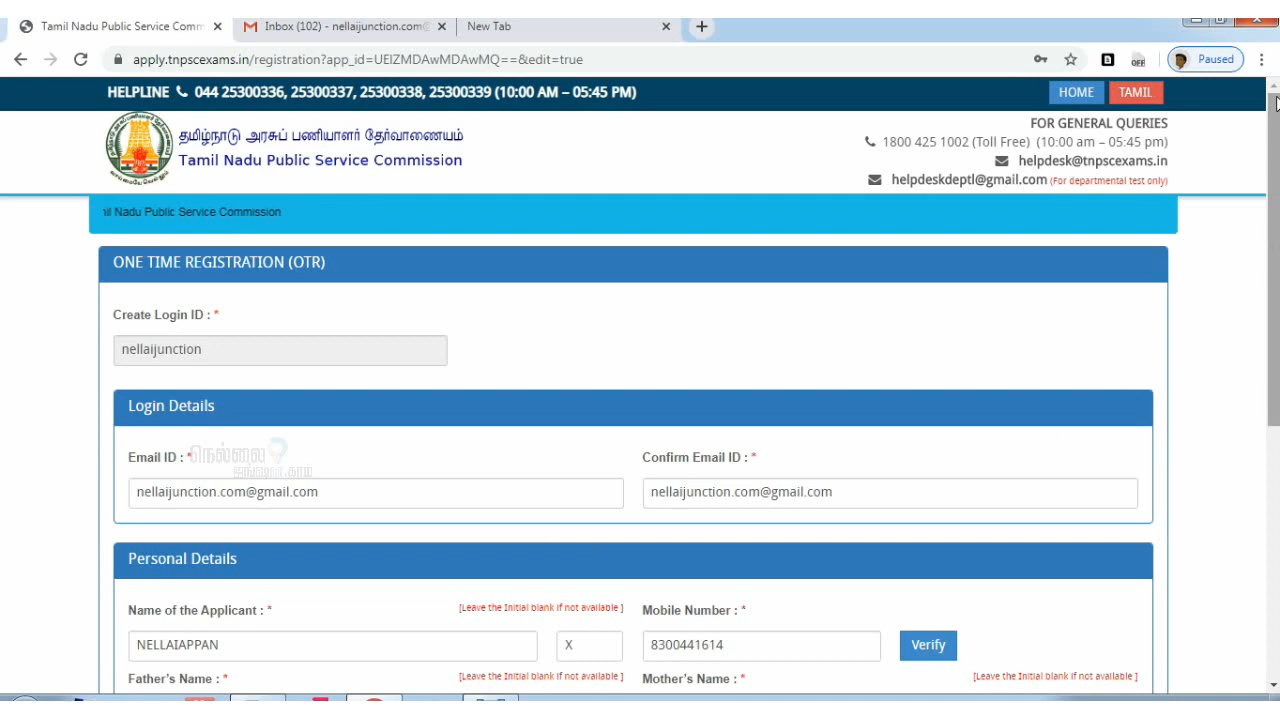 Tamil Nadu Public Service Comm
Inbox (102) - nellaijunction.com@
New Tab
apply.tnpscexams.in/registration?app_id=UEIZMDAwMDAwMQ==&edit=true
OFF
Paused
HELPLINE 044 25300336, 25300337, 25300338, 25300339 (10:00 AM – 05:45 PM)
HOME
TAMIL
தமிழ்நாடு அரசுப் பணியாளர் தேர்வாணையம்
Tamil Nadu Public Service Commission
FOR GENERAL QUERIES
1800 425 1002 (Toll Free) (10:00 am – 05:45 pm)
helpdesk@tnpscexams.in
helpdeskdeptl@gmail.com (For departmental test only)
il Nadu Public Service Commission
ONE TIME REGISTRATION (OTR)
Create Login ID : *
nellaijunction
Login Details
Email ID : *
நெல்லை
Confirm Email ID : *
nellaijunction.com@gmail.com
nellaijunction.com@gmail.com
Personal Details
Name of the Applicant : *
[Leave the Initial blank if not available ]
Mobile Number : *
NELLAIAPPAN
X
8300441614
Verify
Father's Name : *
[Leave the Initial blank if not available ]
Mother's Name : *
[Leave the Initial blank if not available ]